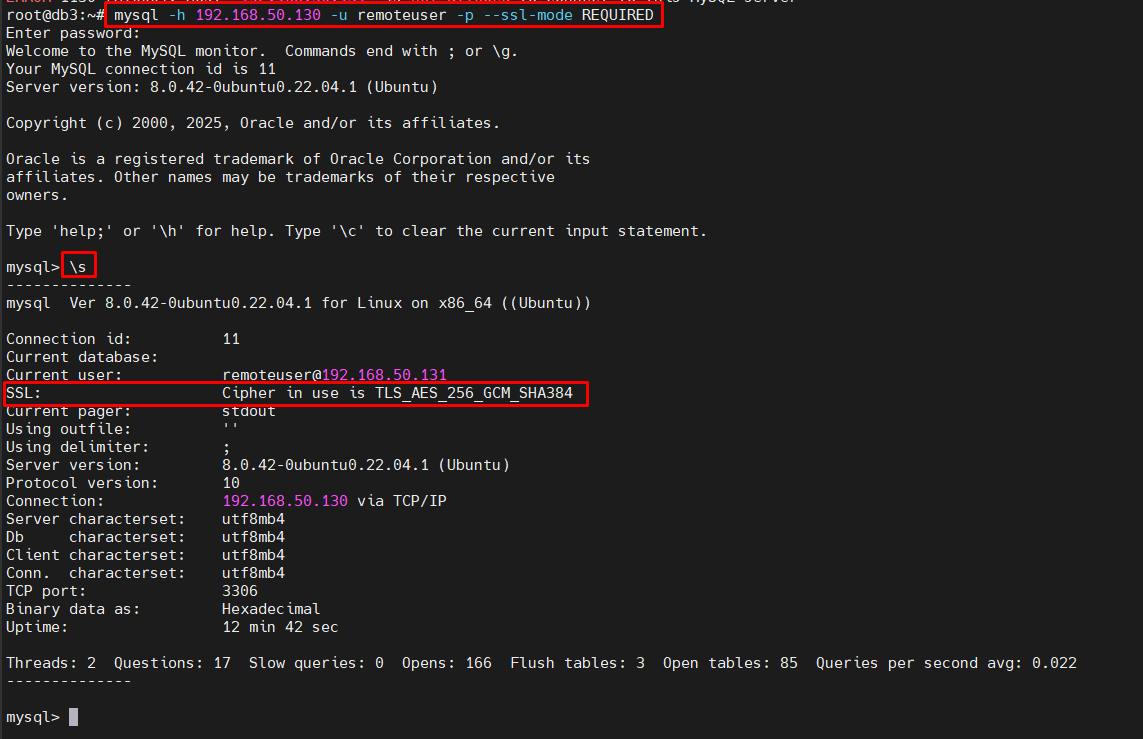 root@db3:~# mysql -h 192.168.50.130 -u remoteuser -p --ssl-mode REQUIRED
Enter password:
Welcome to the MySQL monitor.  Commands end with ; or \g.
Your MySQL connection id is 11
Server version: 8.0.42-0ubuntu0.22.04.1 (Ubuntu)
Copyright (c) 2000, 2025, Oracle and/or its affiliates.
Oracle is a registered trademark of Oracle Corporation and/or its
affiliates. Other names may be trademarks of their respective
owners.
Type 'help;' or '\h' for help. Type '\c' to clear the current input statement.
mysql> \s
--------------
mysql  Ver 8.0.42-0ubuntu0.22.04.1 for Linux on x86_64 ((Ubuntu))
Connection id:          11
Current database:
Current user:           remoteuser@192.168.50.131
SSL:                    Cipher in use is TLS_AES_256_GCM_SHA384
Current pager:          stdout
Using outfile:          ''
Using delimiter:        ;
Server version:         8.0.42-0ubuntu0.22.04.1 (Ubuntu)
Protocol version:       10
Connection:             192.168.50.130 via TCP/IP
Server characterset:    utf8mb4
Db     characterset:    utf8mb4
Client characterset:    utf8mb4
Conn.  characterset:    utf8mb4
TCP port:               3306
Binary data as:         Hexadecimal
Uptime:                 12 min 42 sec
Threads: 2  Questions: 17  Slow queries: 0  Opens: 166  Flush tables: 3  Open tables: 85  Queries per second avg: 0.022
--------------
mysql>